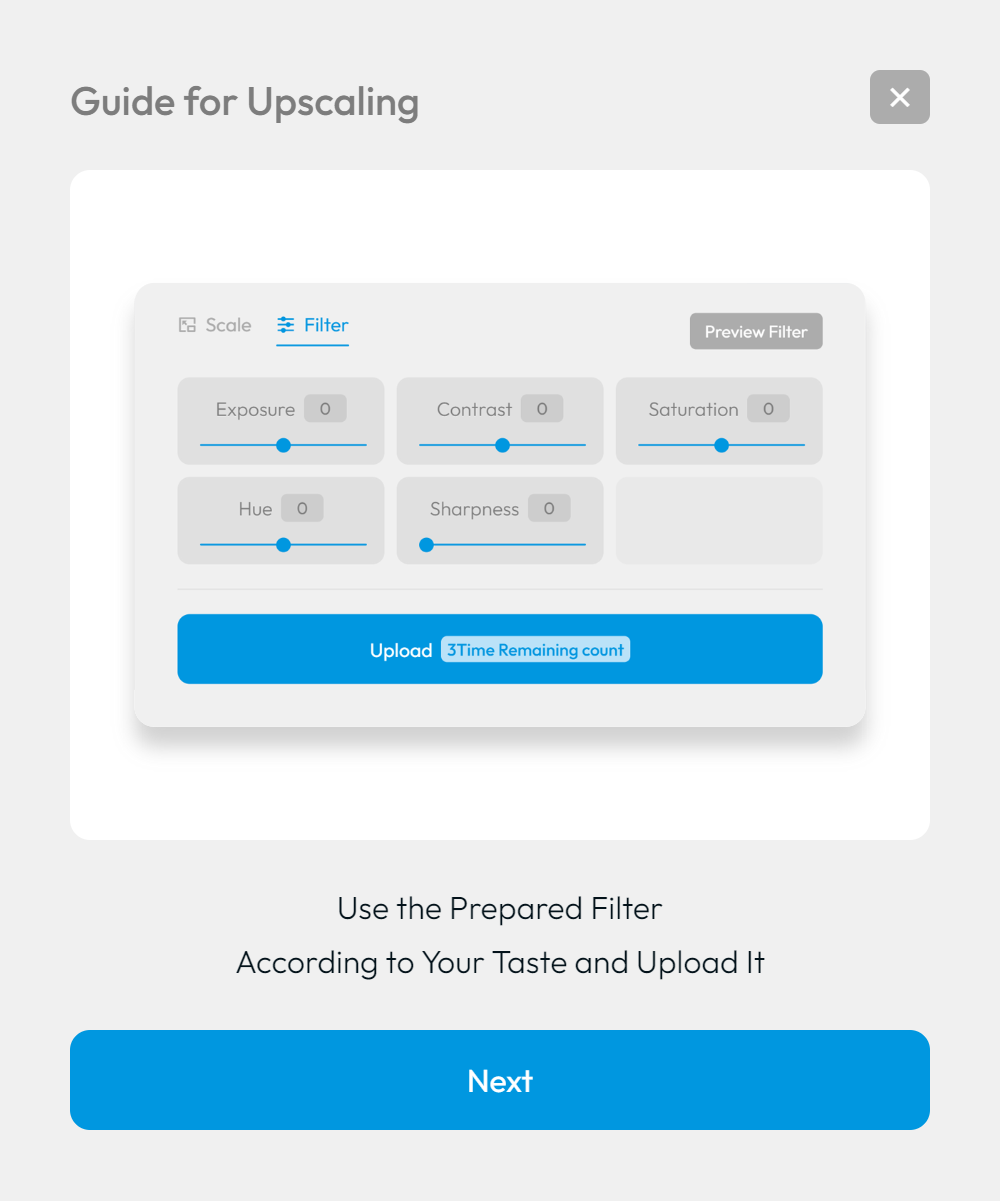 Guide for Upscaling
Scale Filter Preview Filter
Exposure 0 Contrast 0 Saturation 0
Hue 0 Sharpness 0
Upload 3Time Remaining count
Use the Prepared Filter
According to Your Taste and Upload It
Next